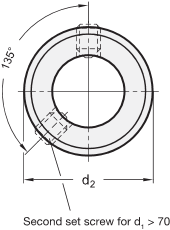 135°
d₂
Second set screw for d₁ > 70